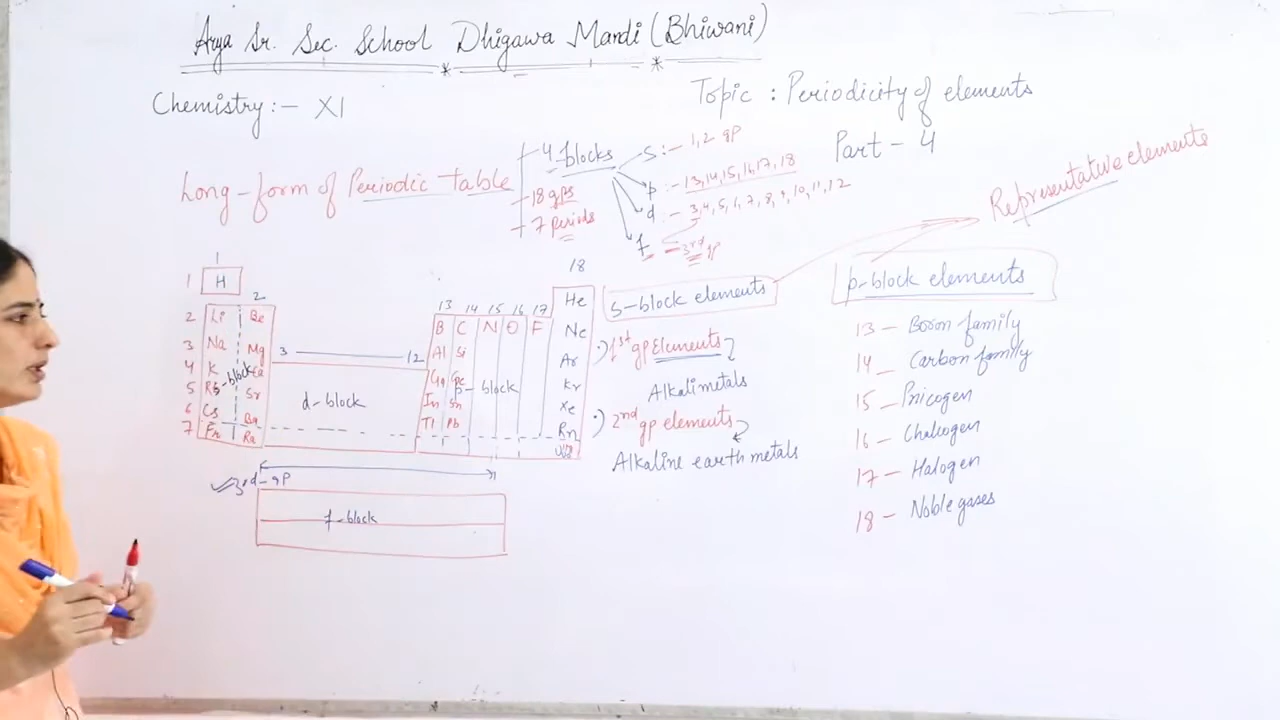 Arya Sr. Sec. School Dhigawa Mandi (Bhiwani)
Chemistry :- XI
Topic : Periodicity of elements
Part - 4
Long-form of Periodic table
4 blocks
18 gps
7 periods
s :- 1,2 gp
p :- 13,14,15,16,17,18
d :- 3,4,5,6,7,8,9,10,11,12
f - 3rd gp
Representative elements
1 2 3 12 13 14 15 16 17 18
1 H He
2 Li Be B C N O F Ne
3 Na Mg Al Si Ar
4 K Ca Ga Ge Kr
5 Rb Sr In Sn Xe
6 Cs Ba Tl Pb Rn
7 Fr Ra
s-block
d-block
p-block
3rd-gp
f-block
s-block elements
1st gp Elements
Alkali metals
2nd gp elements
Alkaline earth metals
p-block elements
13 - Boron family
14 - Carbon family
15 - Pnicogen
16 - Chalcogen
17 - Halogen
18 - Noble gases